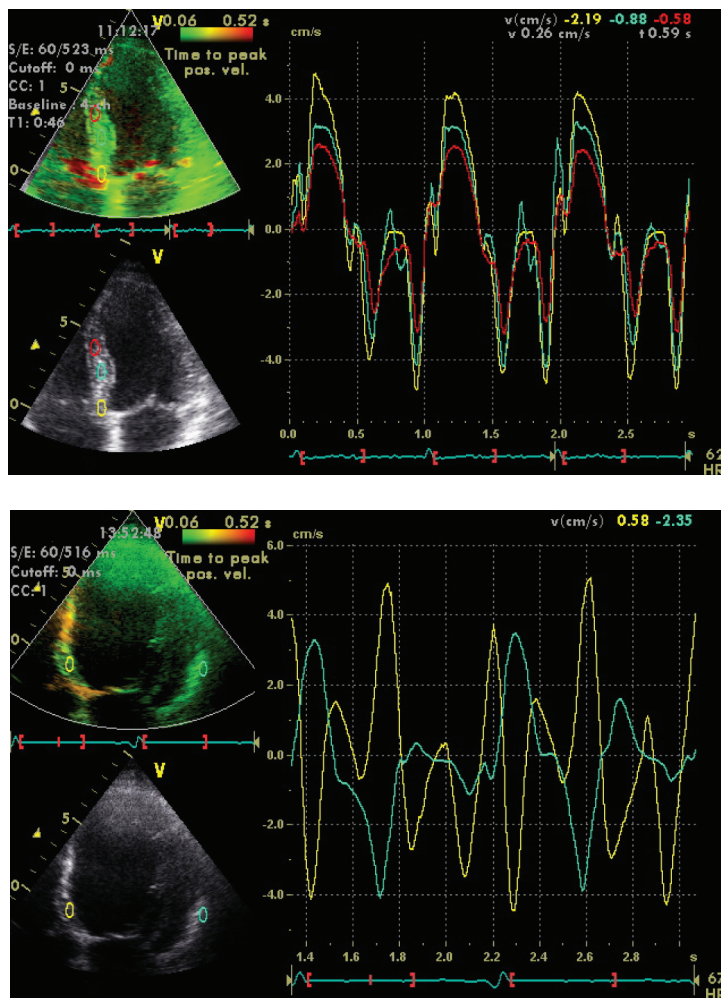 V0.06 0.52 s
11:12:17
S/E: 60/523 ms
Cutoff: 0 ms
CC: 1
Baseline : 4-ch
T1: 0:46
Time to peak
pos. vel.
0
V
5
0
cm/s
v(cm/s) -2.19 -0.88 -0.58
v 0.26 cm/s t 0.59 s
4.0
2.0
0.0
-2.0
-4.0
0.0 0.5 1.0 1.5 2.0 2.5 s
62
HR
V0.06 0.52 s
13:52:48
S/E: 60/516 ms
Cutoff: 0 ms
CC: 1
Time to peak
pos. vel.
5
0
V
5
0
cm/s
v(cm/s) 0.58 -2.35
6.0
4.0
2.0
0.0
-2.0
-4.0
1.4 1.6 1.8 2.0 2.2 2.4 2.6 2.8 s
67
HR